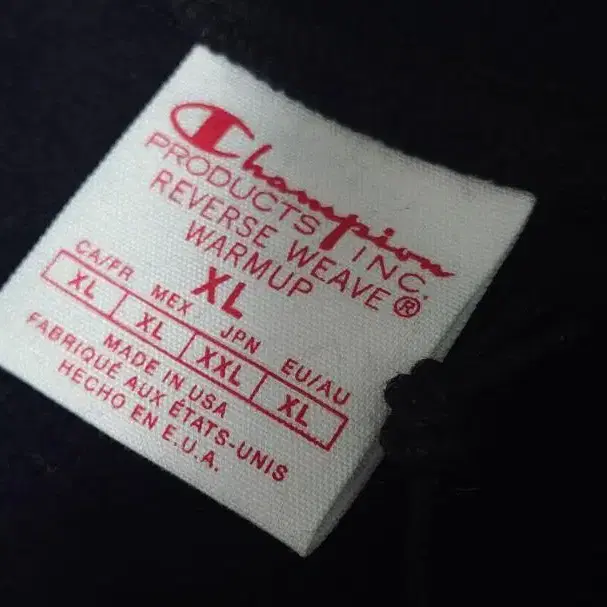 Champion
PRODUCTS INC.
REVERSE WEAVE®
WARMUP
XL
CA/FR MEX JPN EU/AU
XL XL XXL XL
MADE IN USA
FABRIQUÉ AUX ÉTATS-UNIS
HECHO EN E.U.A.